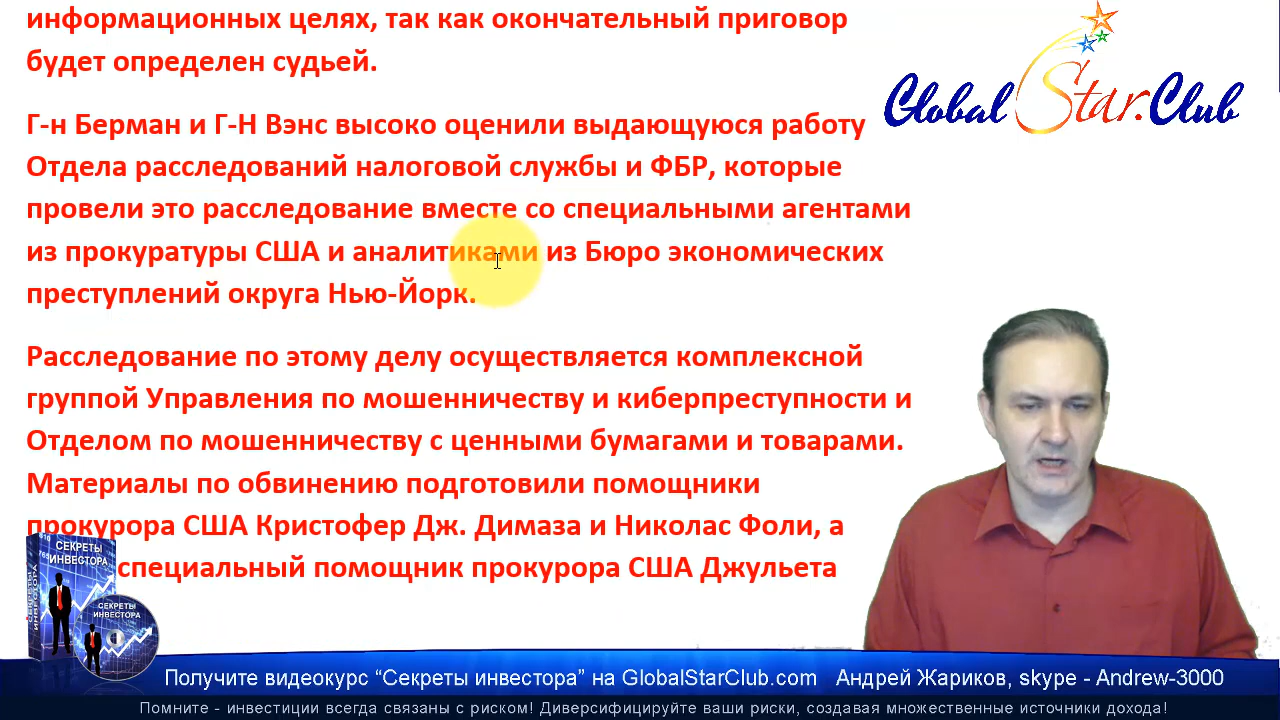 информационных целях, так как окончательный приговор
будет определен судьей.
Г-н Берман и Г-Н Вэнс высоко оценили выдающуюся работу
Отдела расследований налоговой службы и ФБР, которые
провели это расследование вместе со специальными агентами
из прокуратуры США и аналитиками из Бюро экономических
преступлений округа Нью-Йорк.
Расследование по этому делу осуществляется комплексной
группой Управления по мошенничеству и киберпреступности и
Отделом по мошенничеству с ценными бумагами и товарами.
Материалы по обвинению подготовили помощники
прокурора США Кристофер Дж. Димаза и Николас Фоли, а
специальный помощник прокурора США Джульета
Global Star.Club
СЕКРЕТЫ
ИНВЕСТОРА
СЕКРЕТЫ
ИНВЕСТОРА
СЕКРЕТЫ
ИНВЕСТОРА
Получите видеокурс “Секреты инвестора” на GlobalStarClub.com Андрей Жариков, skype - Andrew-3000
Помните - инвестиции всегда связаны с риском! Диверсифицируйте ваши риски, создавая множественные источники дохода!